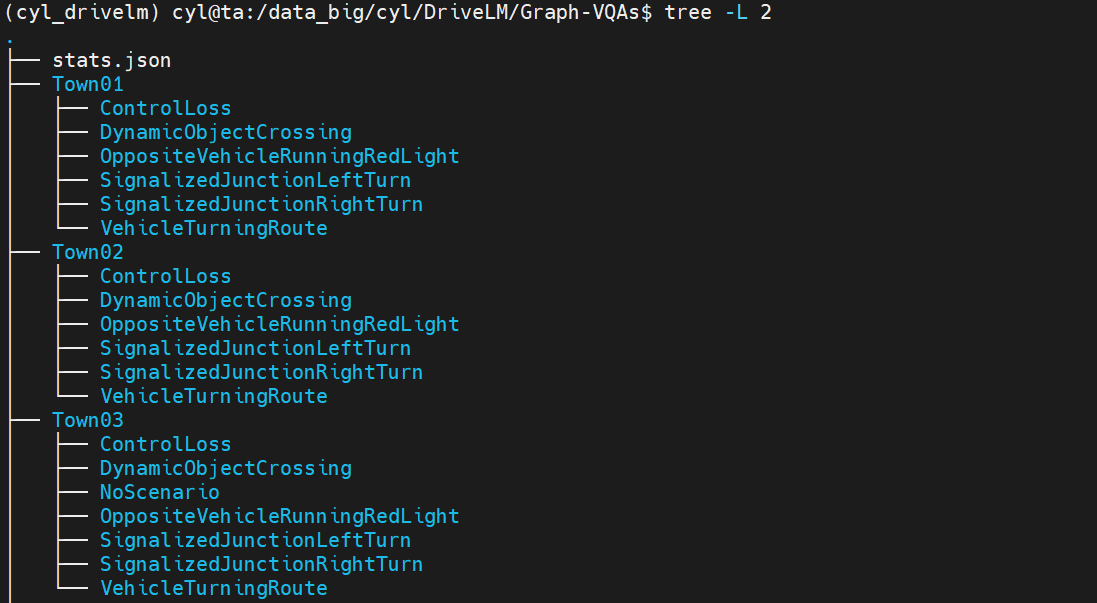 (cyl_drivelm) cyl@ta:/data_big/cyl/DriveLM/Graph-VQAs$ tree -L 2
.
├── stats.json
├── Town01
│   ├── ControlLoss
│   ├── DynamicObjectCrossing
│   ├── OppositeVehicleRunningRedLight
│   ├── SignalizedJunctionLeftTurn
│   ├── SignalizedJunctionRightTurn
│   └── VehicleTurningRoute
├── Town02
│   ├── ControlLoss
│   ├── DynamicObjectCrossing
│   ├── OppositeVehicleRunningRedLight
│   ├── SignalizedJunctionLeftTurn
│   ├── SignalizedJunctionRightTurn
│   └── VehicleTurningRoute
├── Town03
│   ├── ControlLoss
│   ├── DynamicObjectCrossing
│   ├── NoScenario
│   ├── OppositeVehicleRunningRedLight
│   ├── SignalizedJunctionLeftTurn
│   ├── SignalizedJunctionRightTurn
│   └── VehicleTurningRoute